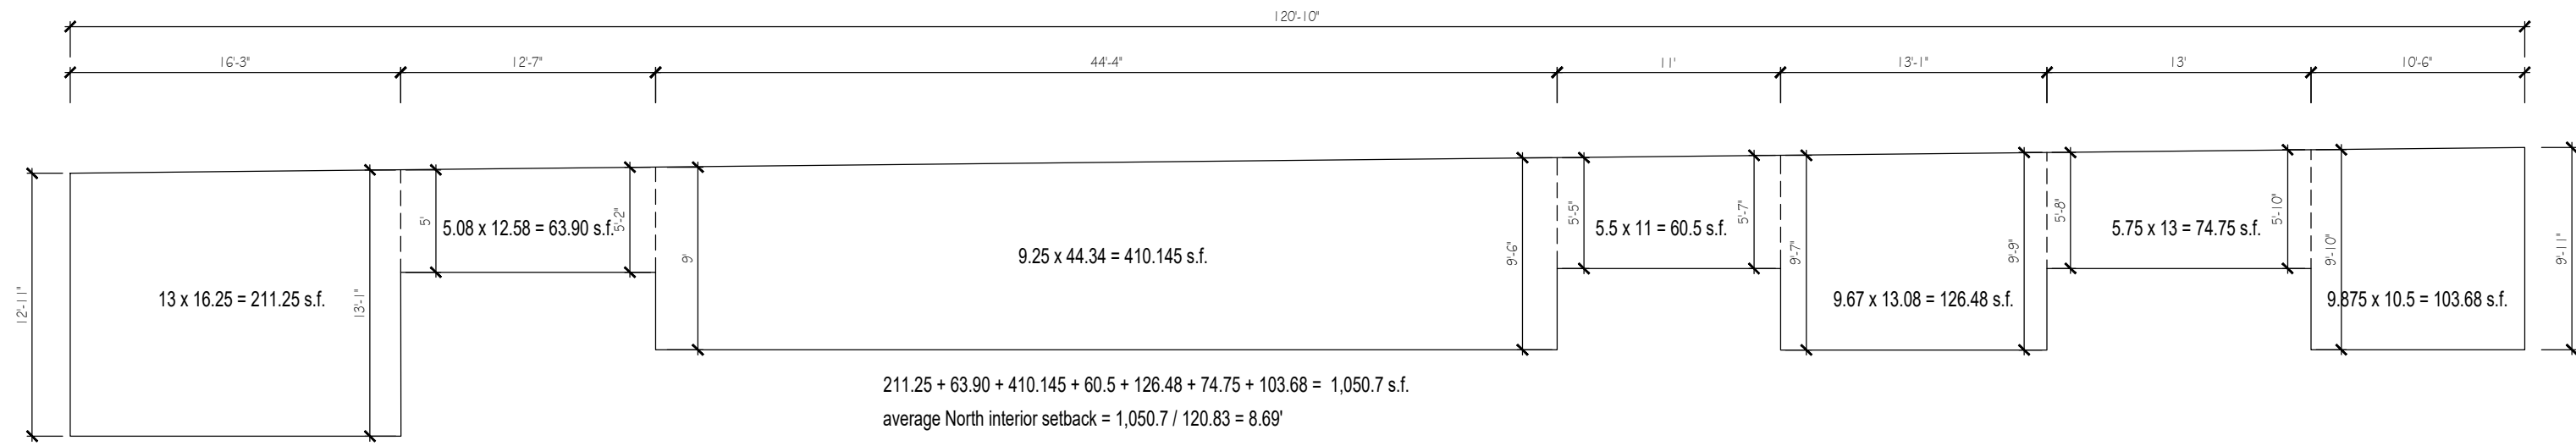 120'-10"
16'-3" 12'-7" 44'-4" 11' 13'-1" 13' 10'-6"
12'-11"
13 x 16.25 = 211.25 s.f.
13'-1"
5'
5.08 x 12.58 = 63.90 s.f.
5'-2"
9'
9.25 x 44.34 = 410.145 s.f.
9'-6"
5'-5"
5.5 x 11 = 60.5 s.f.
5'-7"
9'-7"
9.67 x 13.08 = 126.48 s.f.
9'-9"
5'-8"
5.75 x 13 = 74.75 s.f.
5'-10"
9'-10"
9.875 x 10.5 = 103.68 s.f.
9'-11"
211.25 + 63.90 + 410.145 + 60.5 + 126.48 + 74.75 + 103.68 = 1,050.7 s.f.
average North interior setback = 1,050.7 / 120.83 = 8.69'